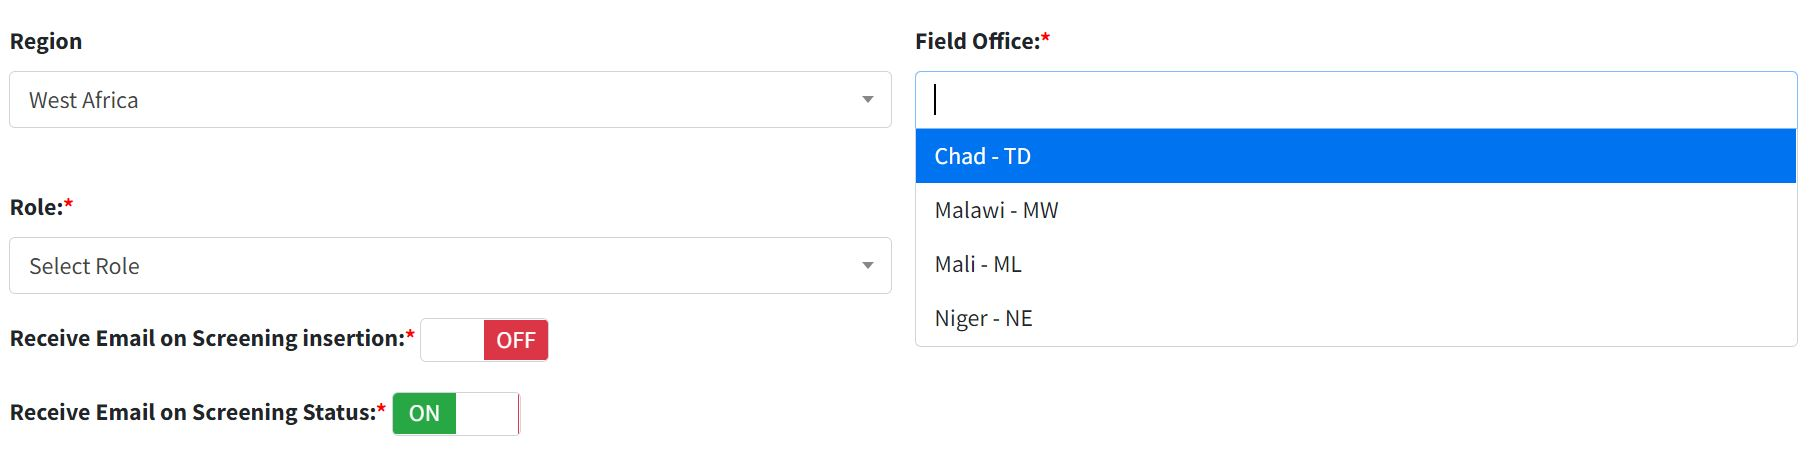 Region
West Africa
Field Office:*
Chad - TD
Malawi - MW
Mali - ML
Niger - NE
Role:*
Select Role
Receive Email on Screening insertion:* OFF
Receive Email on Screening Status:* ON